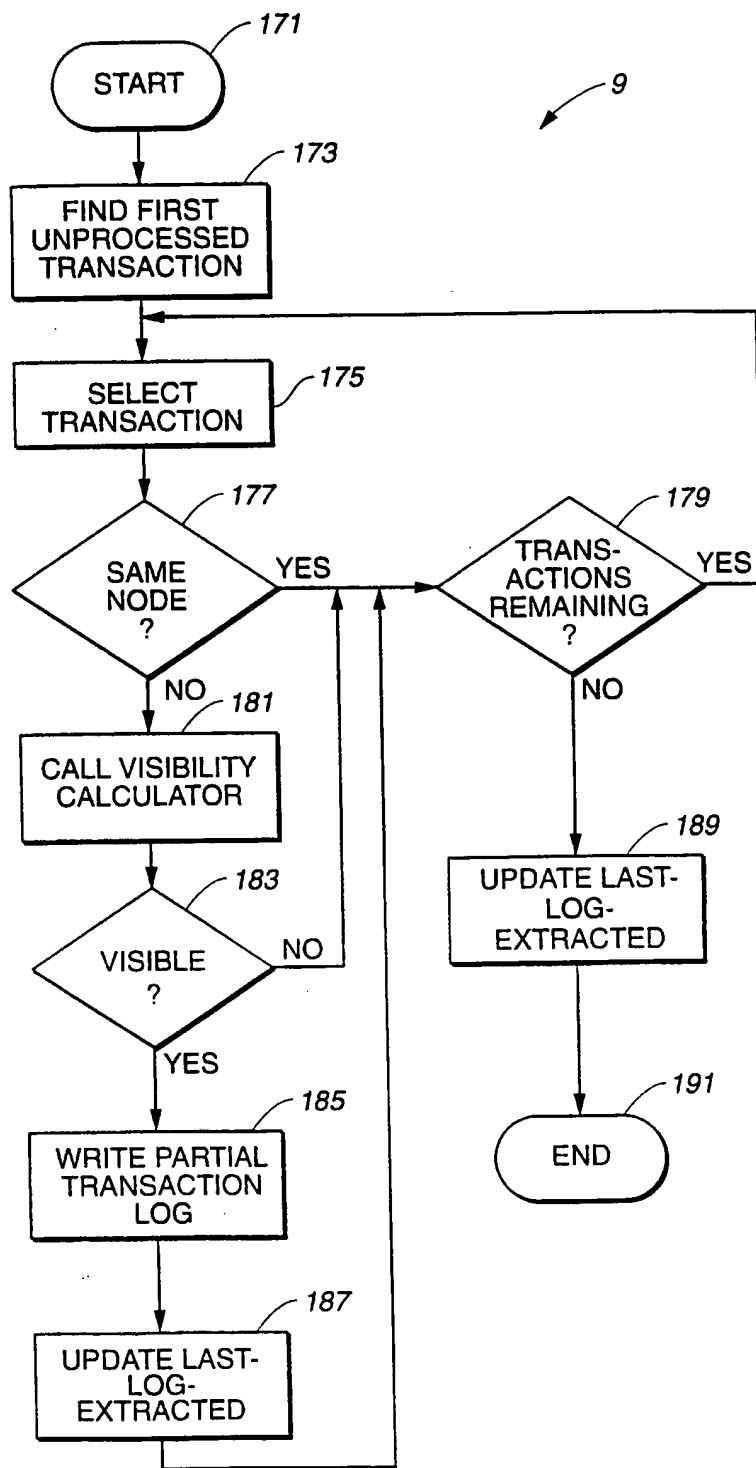 171
START
9
173
FIND FIRST
UNPROCESSED
TRANSACTION
SELECT
TRANSACTION
175
177
SAME
NODE
?
YES
NO
179
TRANS-
ACTIONS
REMAINING
?
YES
NO
181
CALL VISIBILITY
CALCULATOR
183
VISIBLE
?
NO
YES
185
WRITE PARTIAL
TRANSACTION
LOG
187
UPDATE LAST-
LOG-
EXTRACTED
189
UPDATE LAST-
LOG-
EXTRACTED
191
END